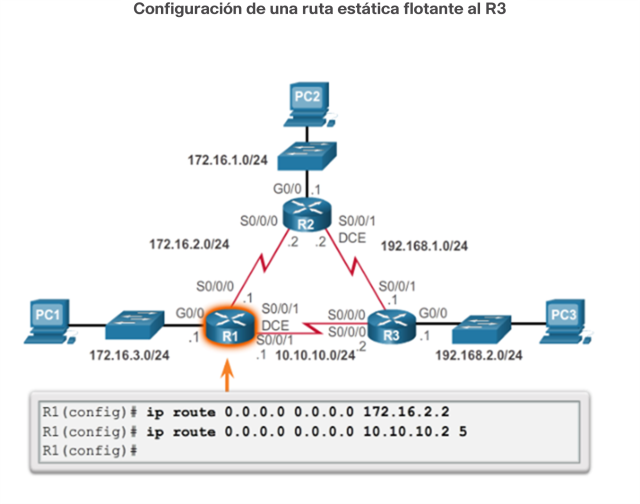 Configuración de una ruta estática flotante al R3
PC2
172.16.1.0/24
G0/0 .1
S0/0/0 R2 S0/0/1
.2 .2 DCE
172.16.2.0/24 192.168.1.0/24
S0/0/0 S0/0/1
.1 .1
PC1 G0/0 S0/0/1 S0/0/0 G0/0 PC3
.1 R1 DCE S0/0/0 R3 .1
S0/0/1 .2
172.16.3.0/24 .1 10.10.10.0/24 192.168.2.0/24
R1(config)# ip route 0.0.0.0 0.0.0.0 172.16.2.2
R1(config)# ip route 0.0.0.0 0.0.0.0 10.10.10.2 5
R1(config)#